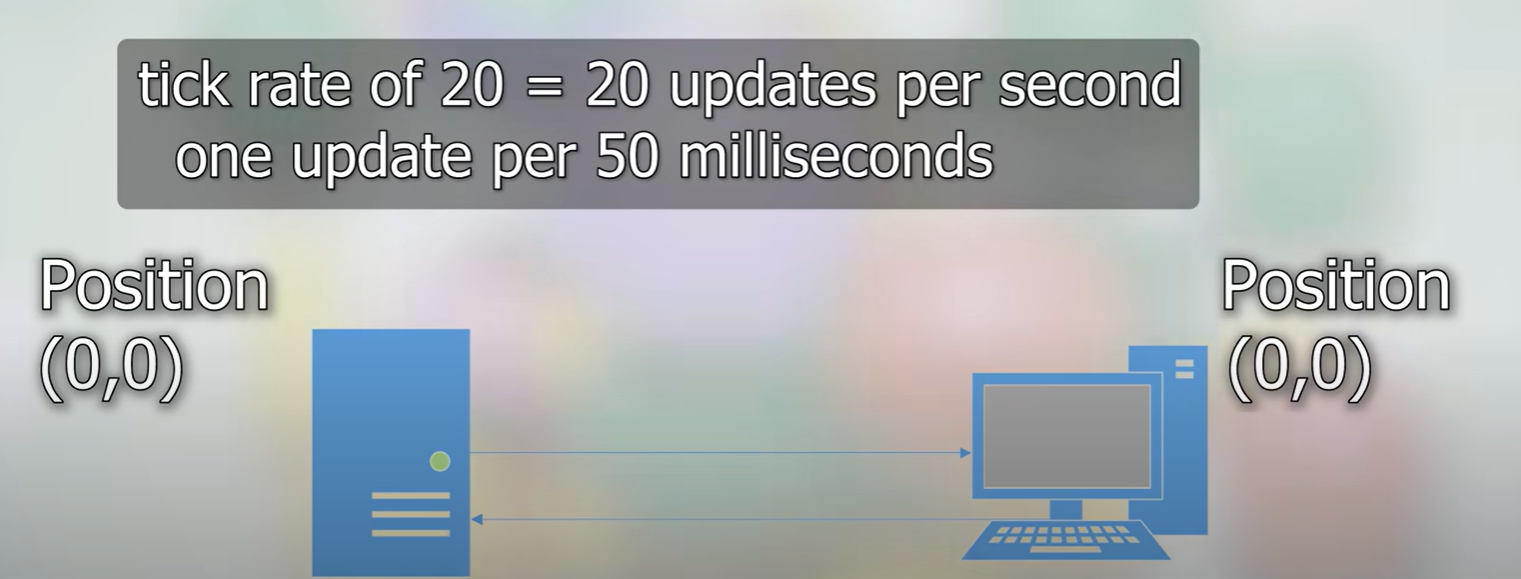 tick rate of 20 = 20 updates per second
one update per 50 milliseconds
Position
(0,0)
Position
(0,0)